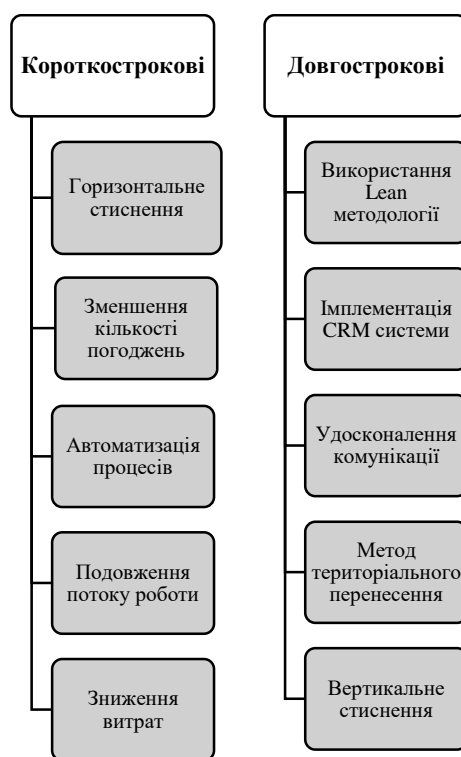 Короткострокові
Горизонтальне
стиснення
Зменшення
кількості
погоджень
Автоматизація
процесів
Подовження
потоку роботи
Зниження
витрат
Довгострокові
Використання
Lean
методології
Імплементація
CRM системи
Удосконалення
комунікації
Метод
територіального
перенесення
Вертикальне
стиснення